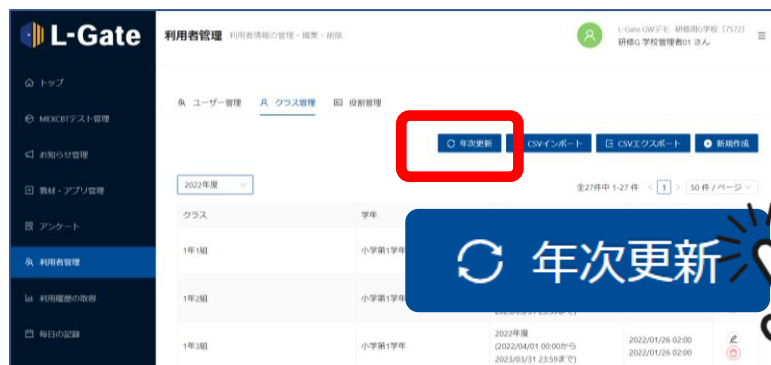 L-Gate
利用者管理 利用者情報の管理・編集・削除
A
L-Gate GWデモ 研修用G学校 (7572)
研修G 学校管理者01 さん
トップ
ユーザー管理 クラス管理 役割管理
MEXCBTテスト管理
年次更新 CSVインポート CSVエクスポート 新規作成
お知らせ管理
教材・アプリ管理
2022年度
全27件中 1-27 件 < 1 > 50 件 / ページ
クラス 学年
アンケート
1年1組 小学第1学年
年次更新
利用者管理
利用履歴の取得
1年2組 小学第1学年
2023/03/31 23:59まで)
毎日の記録
1年3組 小学第1学年
2022年度
(2022/04/01 00:00から
2023/03/31 23:59まで)
2022/01/26 02:00
2022/01/26 02:00